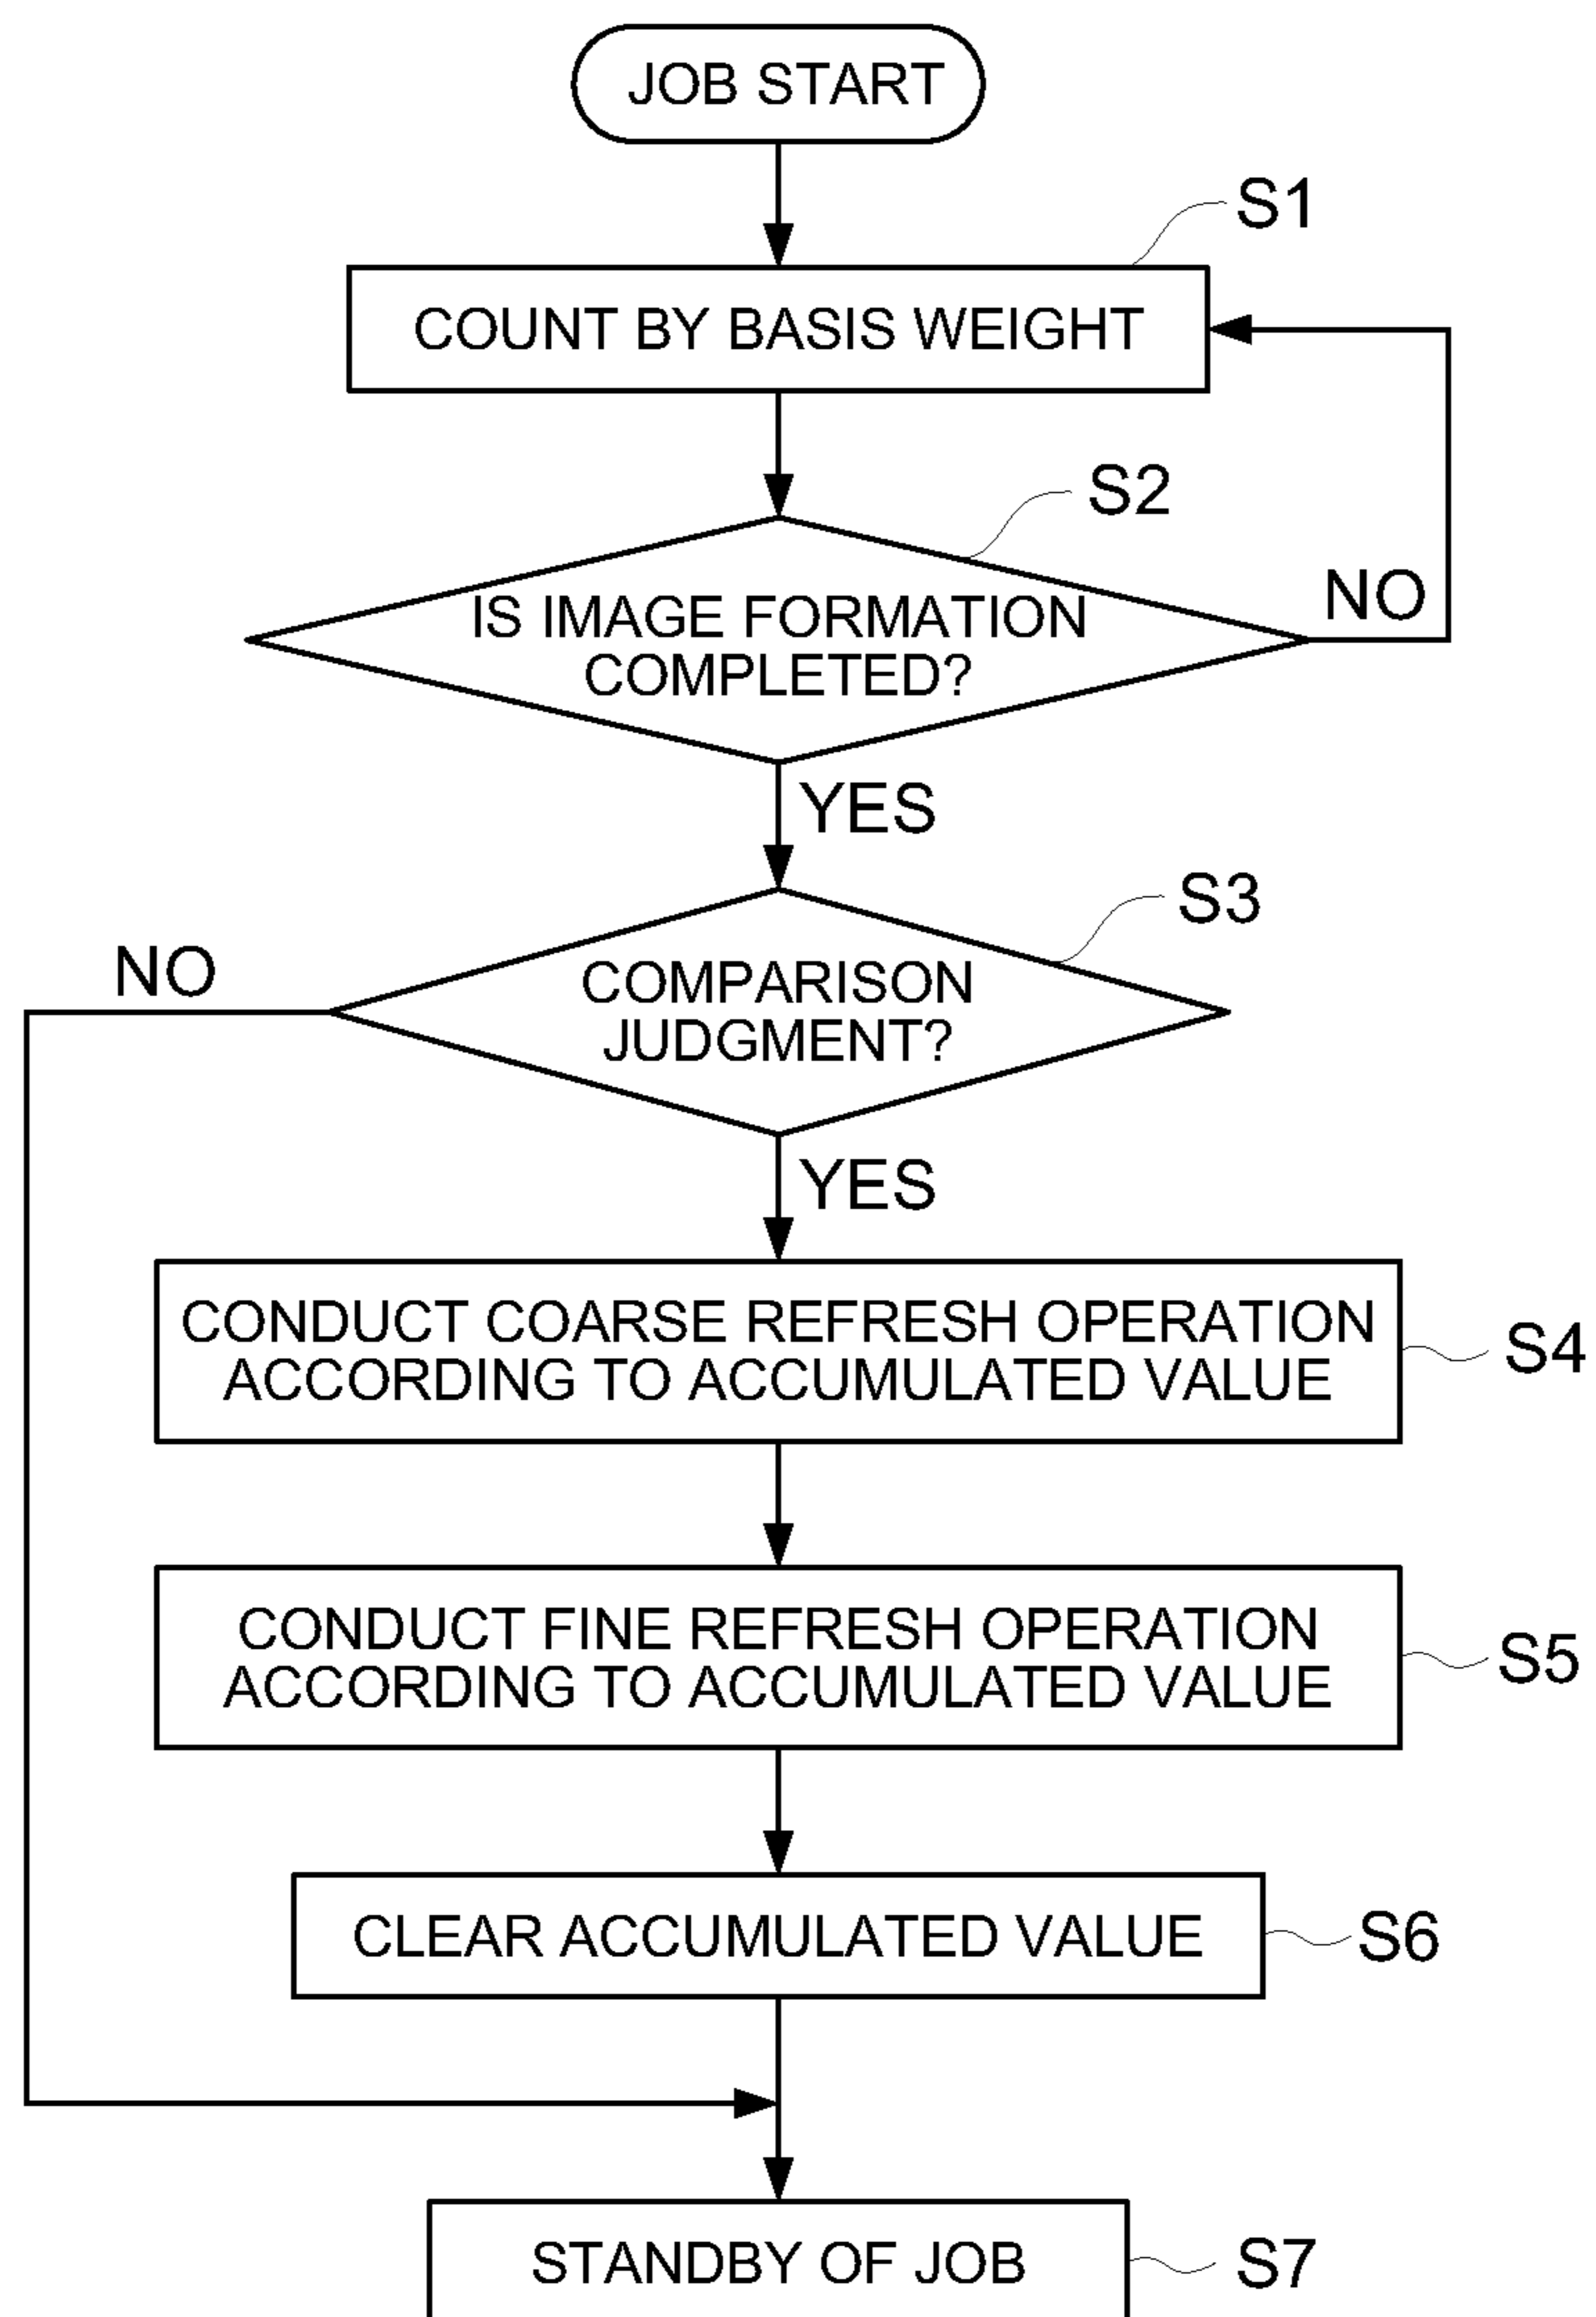 JOB START
S1
COUNT BY BASIS WEIGHT
S2
IS IMAGE FORMATION
COMPLETED?
NO
YES
S3
COMPARISON
JUDGMENT?
NO
YES
CONDUCT COARSE REFRESH OPERATION
ACCORDING TO ACCUMULATED VALUE
S4
CONDUCT FINE REFRESH OPERATION
ACCORDING TO ACCUMULATED VALUE
S5
CLEAR ACCUMULATED VALUE
S6
STANDBY OF JOB
S7